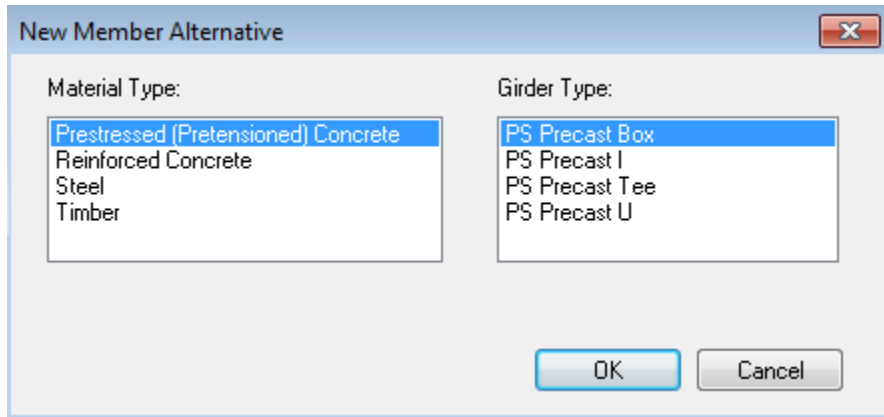 New Member Alternative
Material Type:
Prestressed (Pretensioned) Concrete
Reinforced Concrete
Steel
Timber
Girder Type:
PS Precast Box
PS Precast I
PS Precast Tee
PS Precast U
OK
Cancel